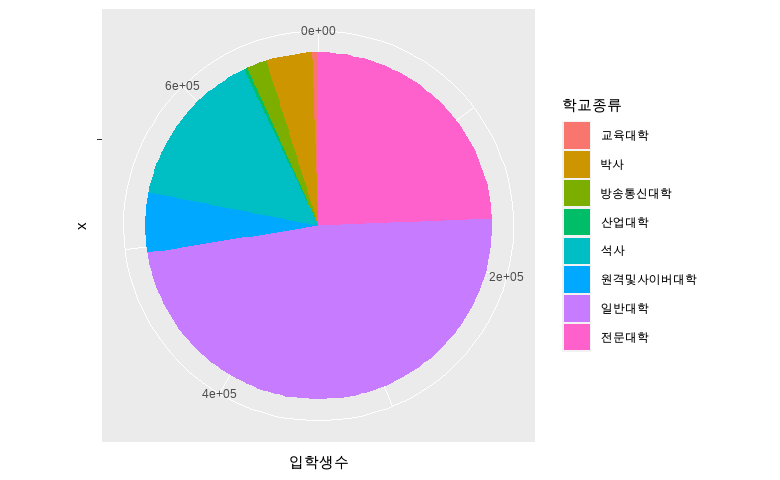 0e+00
6e+05
2e+05
4e+05
x
입학생수
학교종류
교육대학
박사
방송통신대학
산업대학
석사
원격및사이버대학
일반대학
전문대학